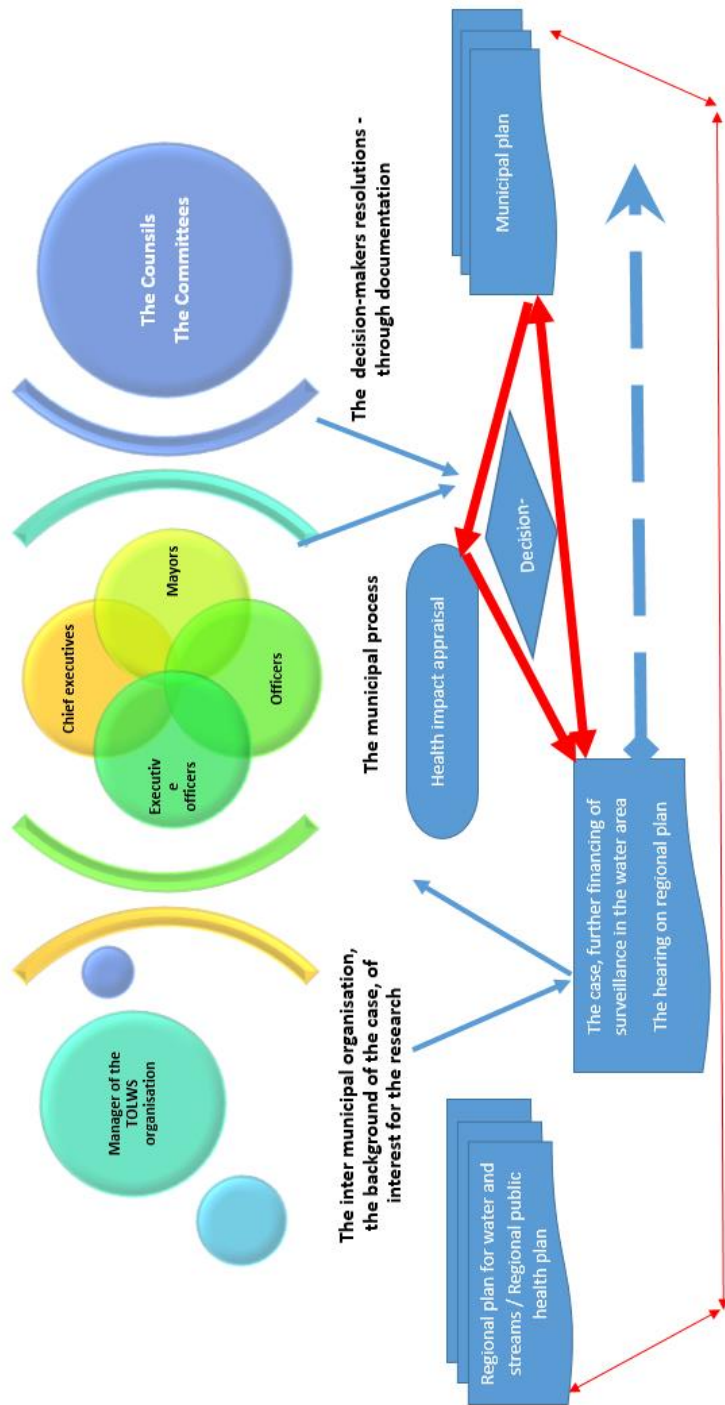 Manager of the
TOLWS
organisation
Chief executives
Executiv
e
officers
Mayors
Officers
The Counsils
The Committees
The inter municipal organisation,
the background of the case, of
interest for the research
The municipal process
The decision-makers resolutions -
through documentation
Regional plan for water and
streams / Regional public
health plan
The case, further financing of
surveillance in the water area
The hearing on regional plan
Health impact appraisal
Decision-
Municipal plan